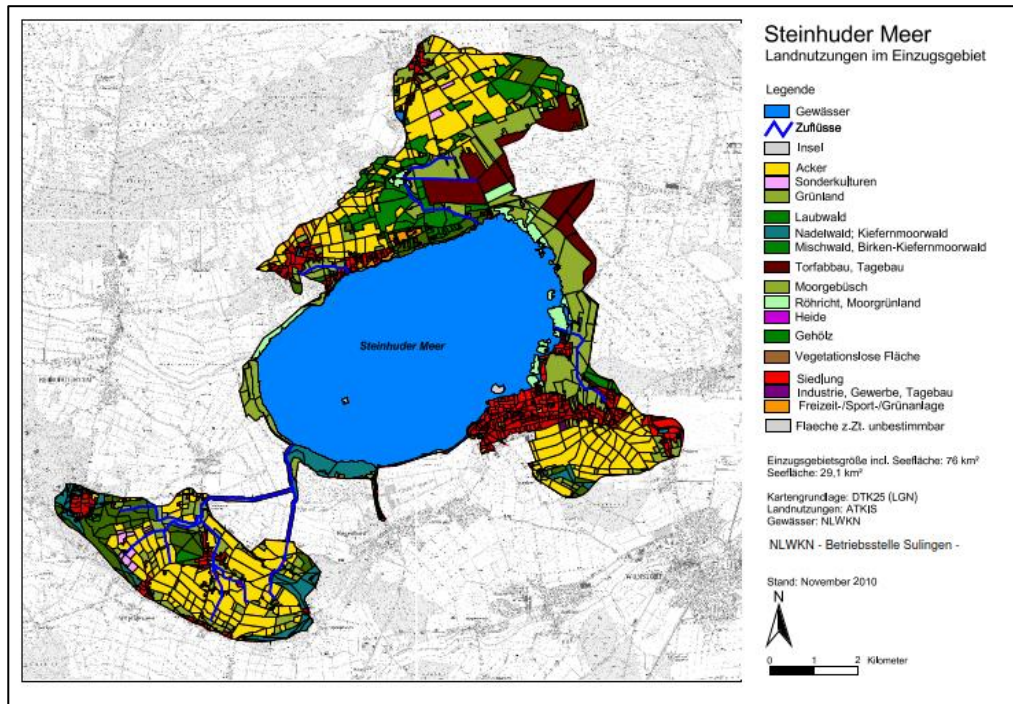 Steinhuder Meer
Landnutzungen im Einzugsgebiet
Legende
Gewässer
Zuflüsse
Insel
Acker
Sonderkulturen
Grünland
Laubwald
Nadelwald; Kiefernmoorwald
Mischwald, Birken-Kiefernmoorwald
Torfabbau, Tagebau
Moorgebüsch
Röhricht, Moorgrünland
Heide
Gehölz
Vegetationslose Fläche
Siedlung
Industrie, Gewerbe, Tagebau
Freizeit-/Sport-/Grünanlage
Flaeche z.Zt. unbestimmbar
Einzugsgebietsgröße incl. Seefläche: 76 km²
Seefläche: 29,1 km²
Kartengrundlage: DTK25 (LGN)
Landnutzungen: ATKIS
Gewässer: NLWKN
NLWKN - Betriebsstelle Sulingen -
Stand: November 2010
N
0 1 2 Kilometer
Steinhuder Meer